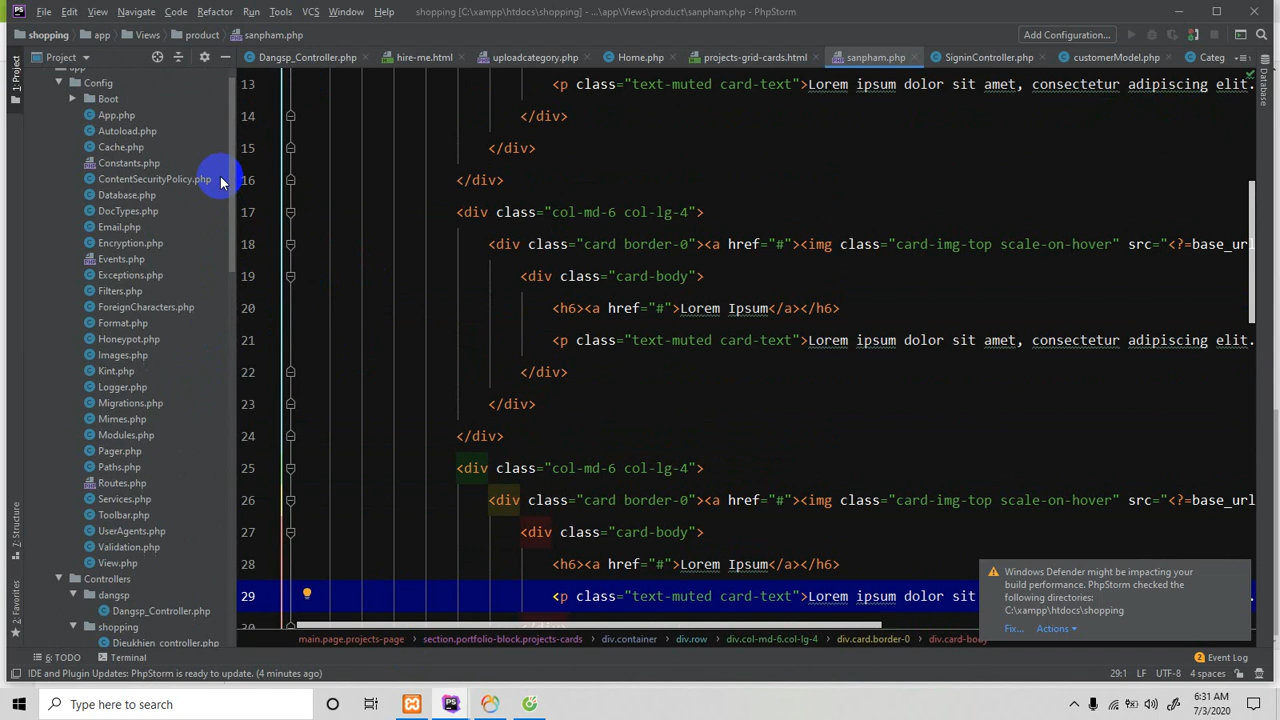 File Edit View Navigate Code Refactor Run Tools VCS Window Help shopping [C:\xampp\htdocs\shopping] - ...\app\Views\product\sanpham.php - PhpStorm
shopping app Views product sanpham.php Add Configuration...
Project Dangsp_Controller.php hire-me.html uploadcategory.php Home.php projects-grid-cards.html sanpham.php SigninController.php customerModel.php Categ
1: Project
7: Structure
2: Favorites
Database
app
Config
Boot
App.php
Autoload.php
Cache.php
Constants.php
ContentSecurityPolicy.php
Database.php
DocTypes.php
Email.php
Encryption.php
Events.php
Exceptions.php
Filters.php
ForeignCharacters.php
Format.php
Honeypot.php
Images.php
Kint.php
Logger.php
Migrations.php
Mimes.php
Modules.php
Pager.php
Paths.php
Routes.php
Services.php
Toolbar.php
UserAgents.php
Validation.php
View.php
Controllers
dangsp
Dangsp_Controller.php
shopping
Dieukhien_controller.php
13 <p class="text-muted card-text">Lorem ipsum dolor sit amet, consectetur adipiscing elit.
14 </div>
15 </div>
16 </div>
17 <div class="col-md-6 col-lg-4">
18 <div class="card border-0"><a href="#"><img class="card-img-top scale-on-hover" src="<?=base_url
19 <div class="card-body">
20 <h6><a href="#">Lorem Ipsum</a></h6>
21 <p class="text-muted card-text">Lorem ipsum dolor sit amet, consectetur adipiscing elit.
22 </div>
23 </div>
24 </div>
25 <div class="col-md-6 col-lg-4">
26 <div class="card border-0"><a href="#"><img class="card-img-top scale-on-hover" src="<?=base_url
27 <div class="card-body">
28 <h6><a href="#">Lorem Ipsum</a></h6>
29 <p class="text-muted card-text">Lorem ipsum dolor sit
30
Windows Defender might be impacting your
build performance. PhpStorm checked the
following directories:
C:\xampp\htdocs\shopping
Fix... Actions
main.page.projects-page section.portfolio-block.projects-cards div.container div.row div.col-md-6.col-lg-4 div.card.border-0 div.card-body
6: TODO Terminal 2 Event Log
IDE and Plugin Updates: PhpStorm is ready to update. (4 minutes ago) 29:1 LF UTF-8 4 spaces
Type here to search 6:31 AM
7/3/2020